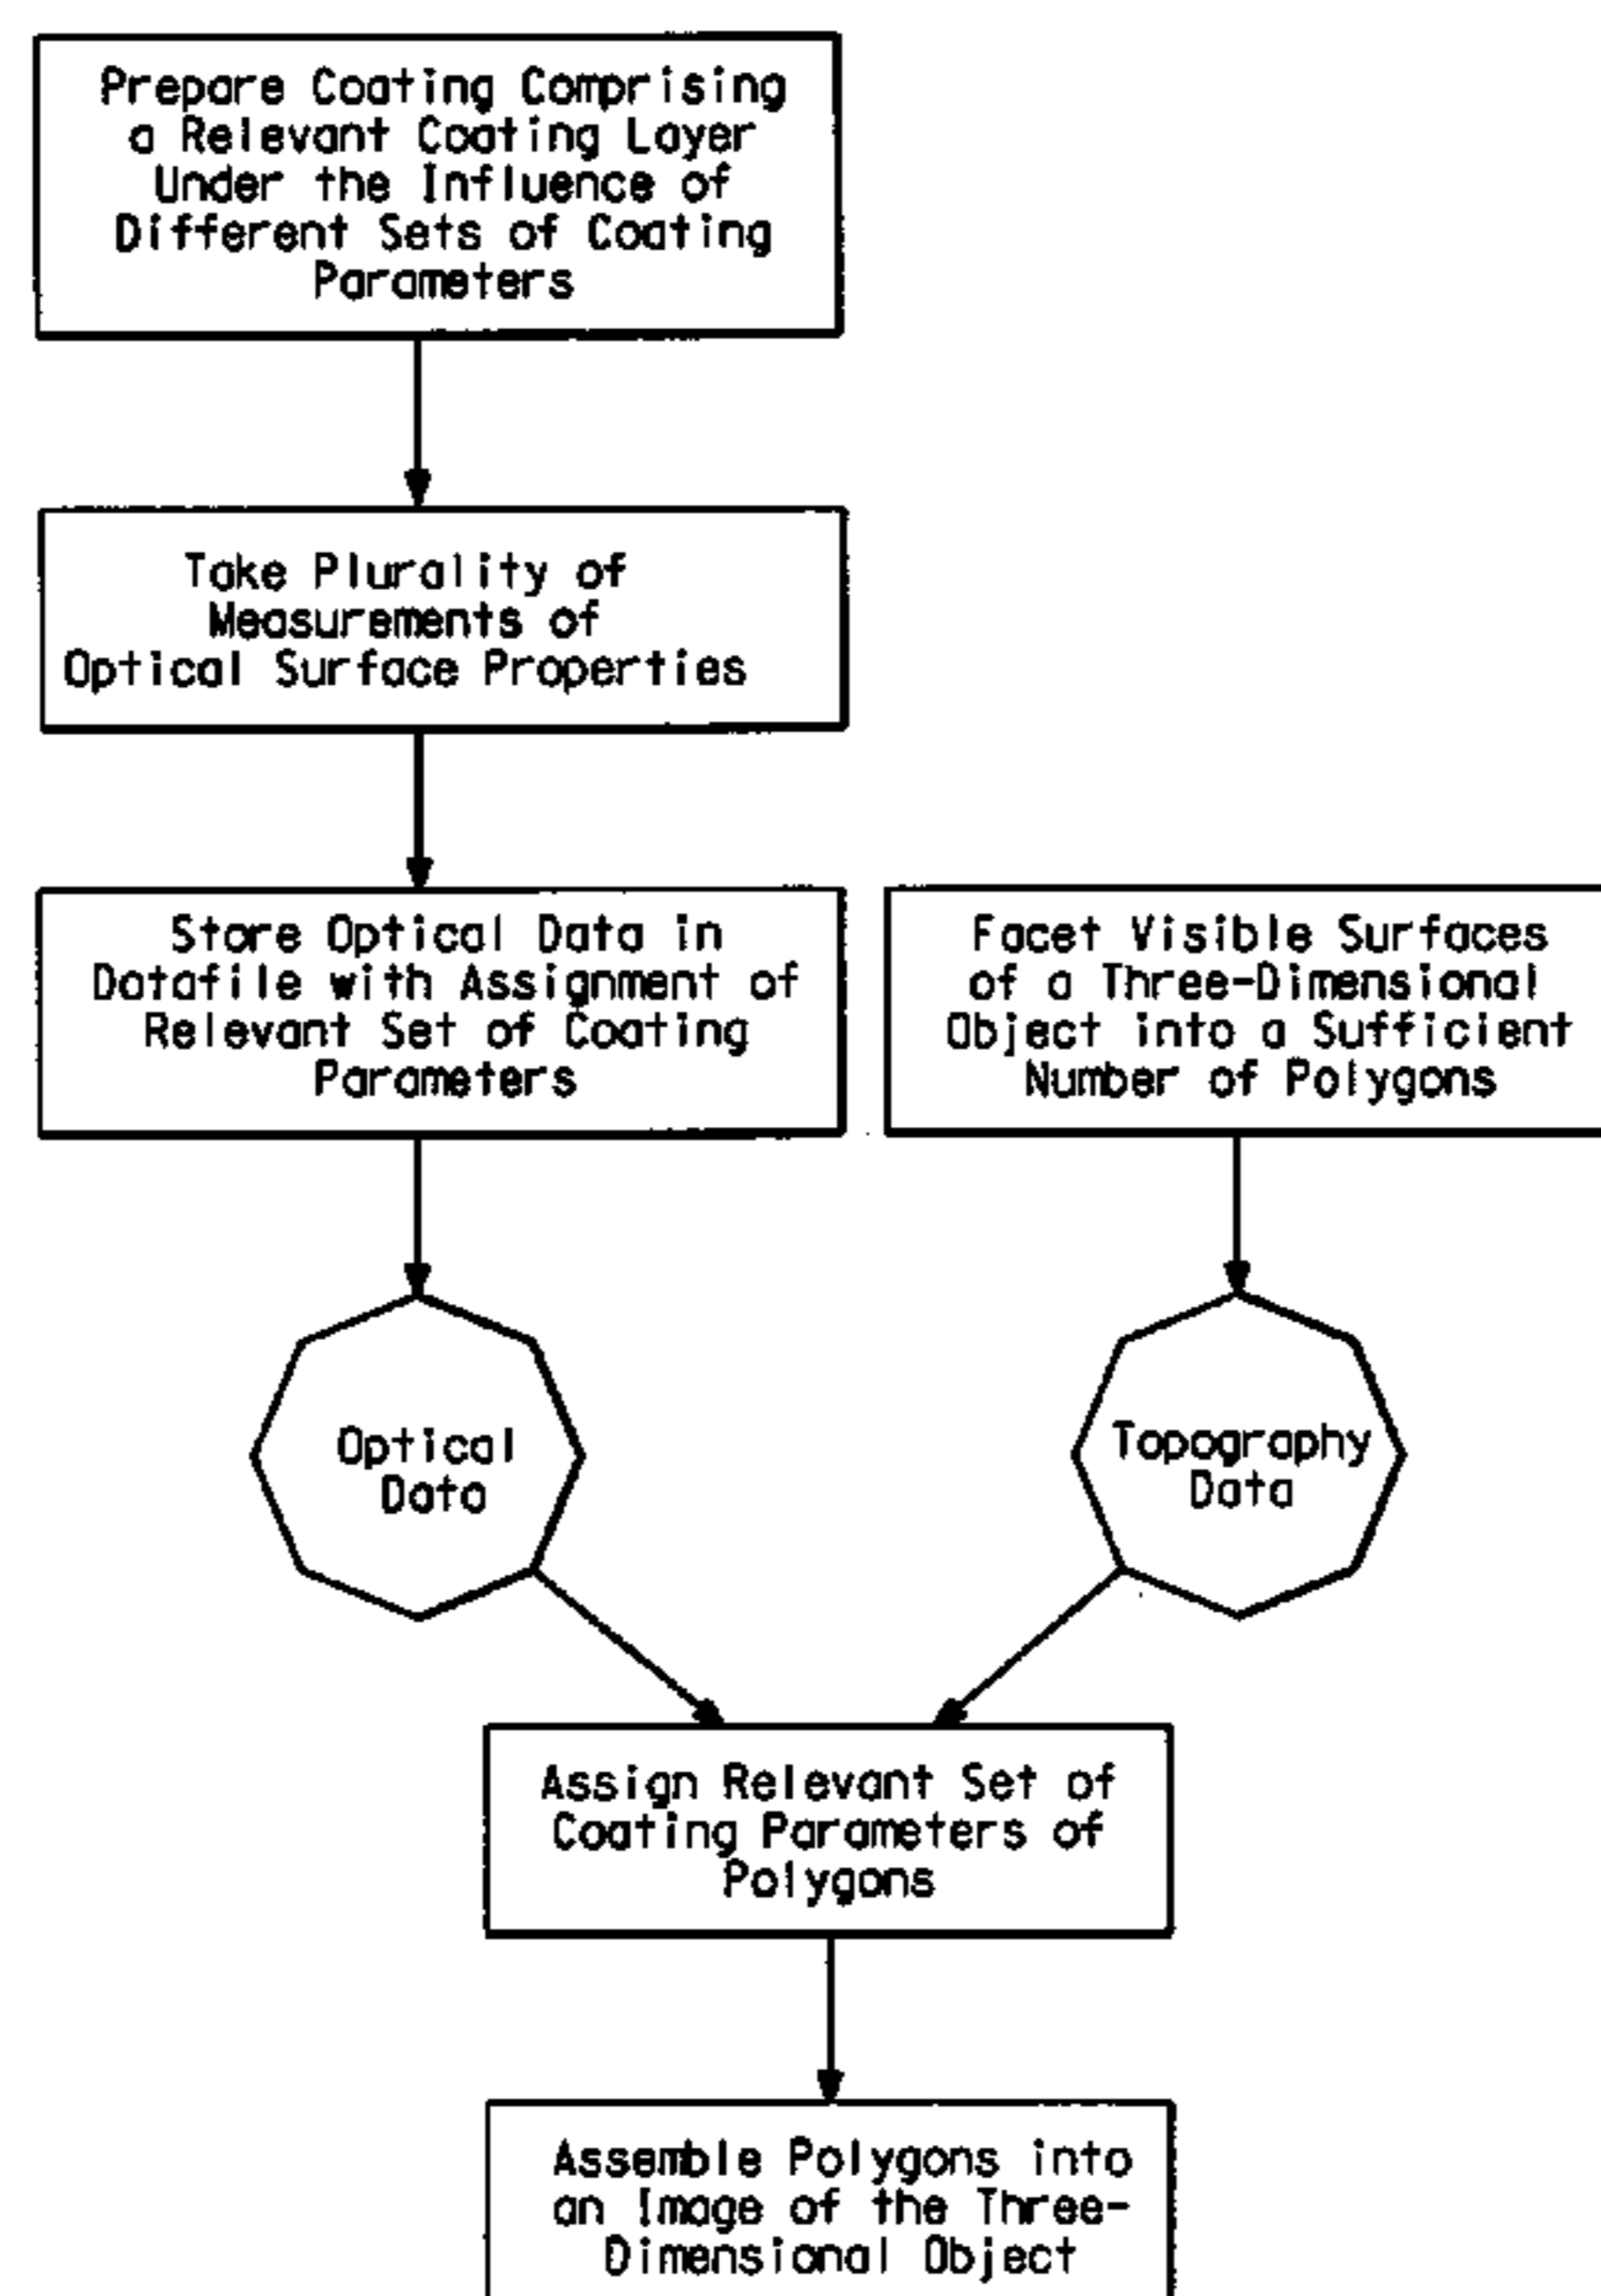 Prepare Coating Comprising
a Relevant Coating Layer
Under the Influence of
Different Sets of Coating
Parameters
Take Plurality of
Measurements of
Optical Surface Properties
Store Optical Data in
Datafile with Assignment of
Relevant Set of Coating
Parameters
Facet Visible Surfaces
of a Three-Dimensional
Object into a Sufficient
Number of Polygons
Optical
Data
Topography
Data
Assign Relevant Set of
Coating Parameters of
Polygons
Assemble Polygons into
an Image of the Three-
Dimensional Object